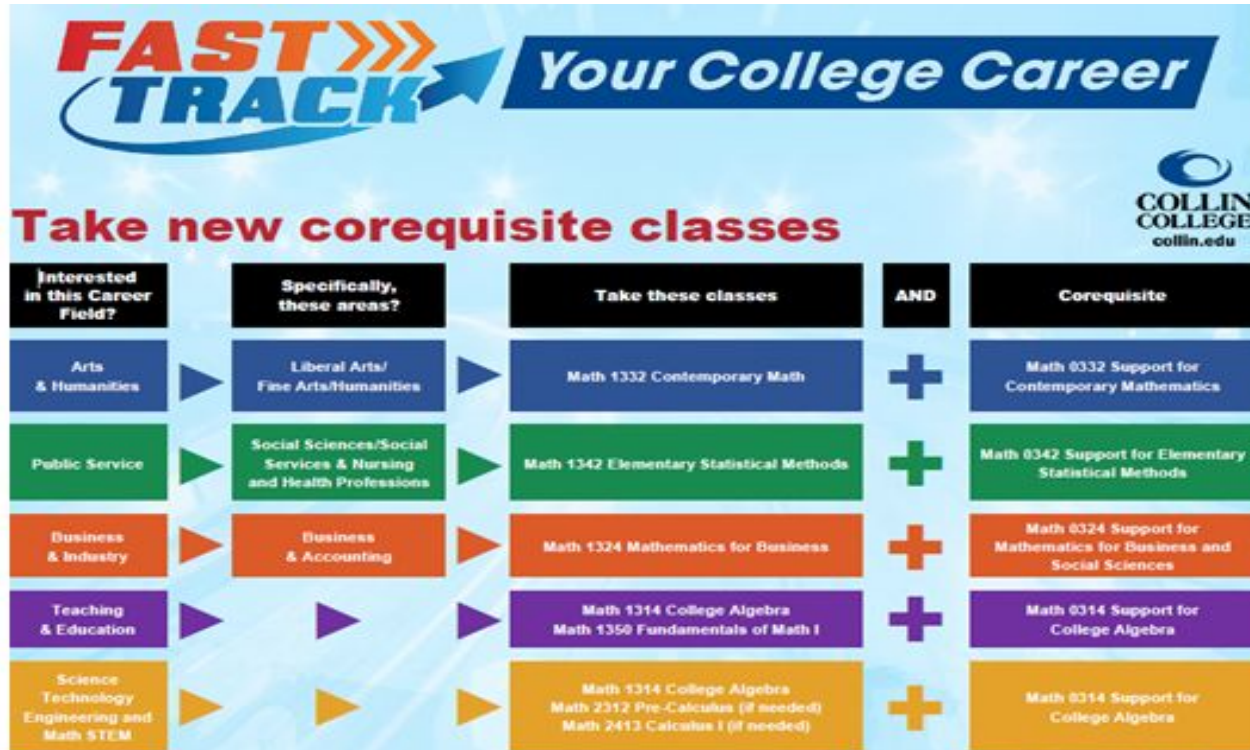 FAST
TRACK
Your College Career
COLLIN
COLLEGE
collin.edu
Take new corequisite classes
Interested
in this Career
Field?
Specifically,
these areas?
Take these classes
AND
Corequisite
Arts
& Humanities
Liberal Arts/
Fine Arts/Humanities
Math 1332 Contemporary Math
Math 0332 Support for
Contemporary Mathematics
Public Service
Social Sciences/Social
Services & Nursing
and Health Professions
Math 1342 Elementary Statistical Methods
Math 0342 Support for Elementary
Statistical Methods
Business
& Industry
Business
& Accounting
Math 1324 Mathematics for Business
Math 0324 Support for
Mathematics for Business and
Social Sciences
Teaching
& Education
Math 1314 College Algebra
Math 1350 Fundamentals of Math I
Math 0314 Support for
College Algebra
Science
Technology
Engineering and
Math STEM
Math 1314 College Algebra
Math 2312 Pre-Calculus (if needed)
Math 2413 Calculus I (if needed)
Math 0314 Support for
College Algebra